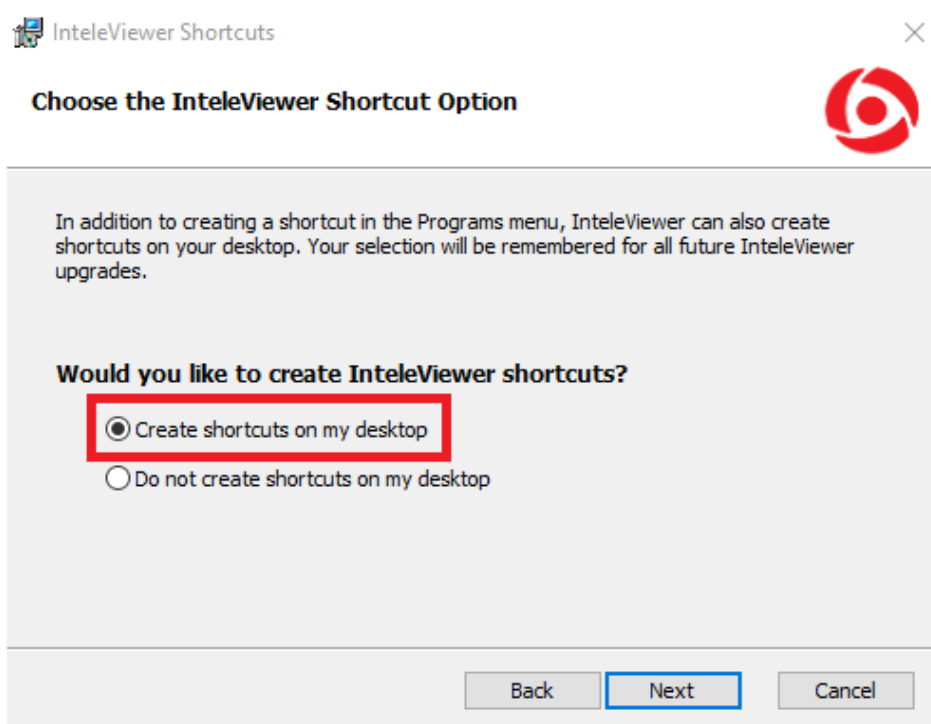 InteleViewer Shortcuts
Choose the InteleViewer Shortcut Option
In addition to creating a shortcut in the Programs menu, InteleViewer can also create
shortcuts on your desktop. Your selection will be remembered for all future InteleViewer
upgrades.
Would you like to create InteleViewer shortcuts?
Create shortcuts on my desktop
Do not create shortcuts on my desktop
Back Next Cancel